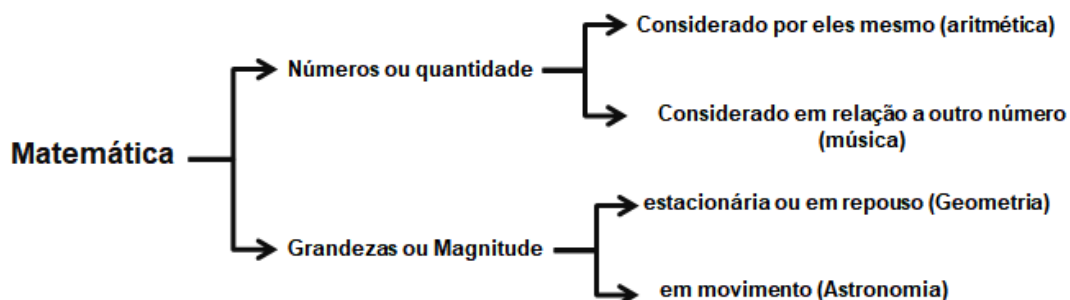 Matemática
Números ou quantidade
Considerado por eles mesmo (aritmética)
Considerado em relação a outro número
(música)
Grandezas ou Magnitude
estacionária ou em repouso (Geometria)
em movimento (Astronomia)